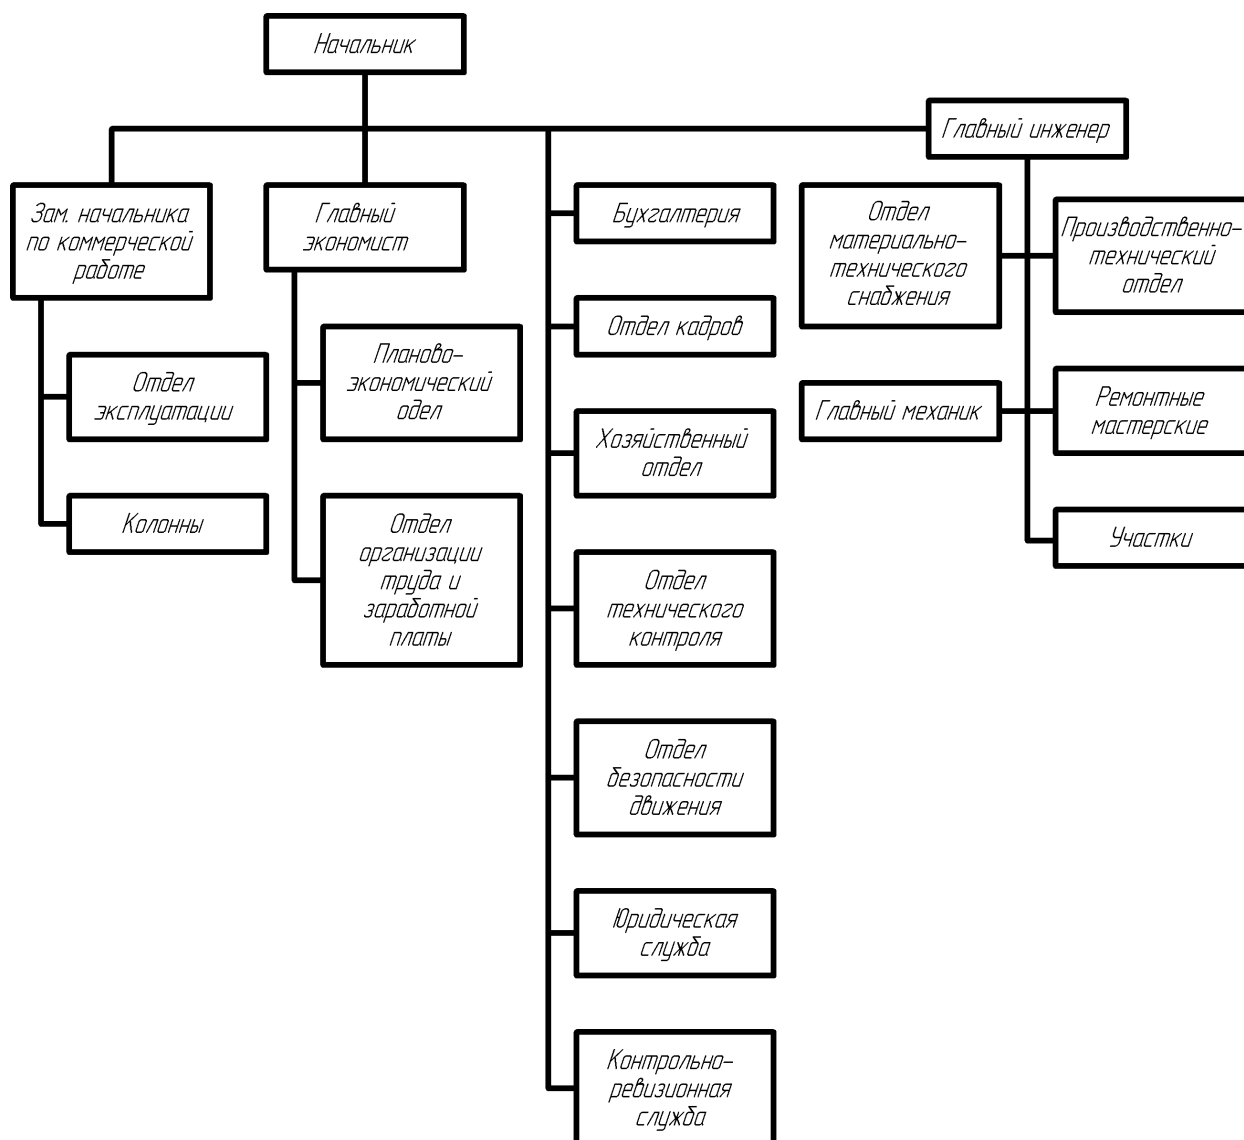 Начальник
Главный инженер
Зам. начальника
по коммерческой
работе
Главный
экономист
Бухгалтерия
Отдел
материально-
технического
снабжения
Производственно-
технический
отдел
Отдел кадров
Отдел
эксплуатации
Планово-
экономический
одел
Главный механик
Ремонтные
мастерские
Хозяйственный
отдел
Колонны
Отдел
организации
труда и
заработной
платы
Участки
Отдел
технического
контроля
Отдел
безопасности
движения
Юридическая
служба
Контрольно-
ревизионная
служба